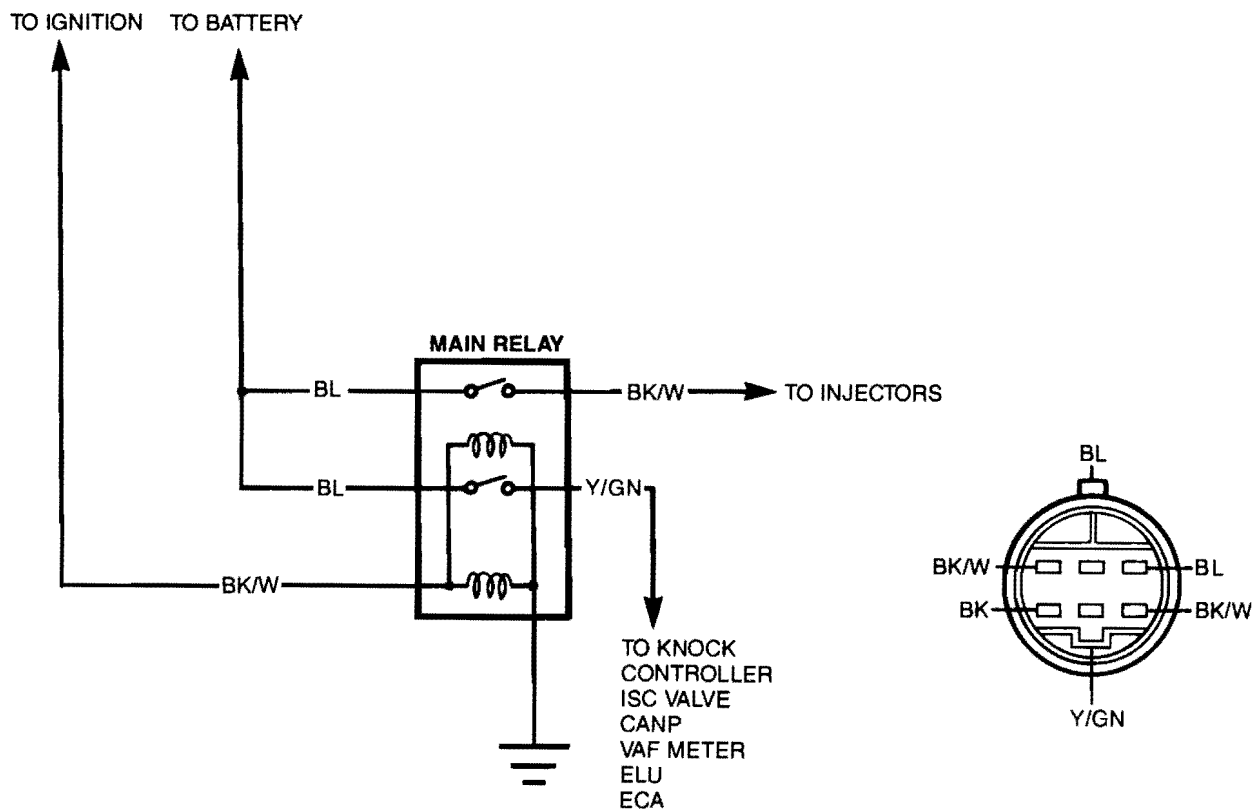 TO IGNITION
TO BATTERY
MAIN RELAY
BL
BK/W
TO INJECTORS
BL
Y/GN
BK/W
TO KNOCK
CONTROLLER
ISC VALVE
CANP
VAF METER
ELU
ECA
BL
BK/W
BL
BK
BK/W
Y/GN